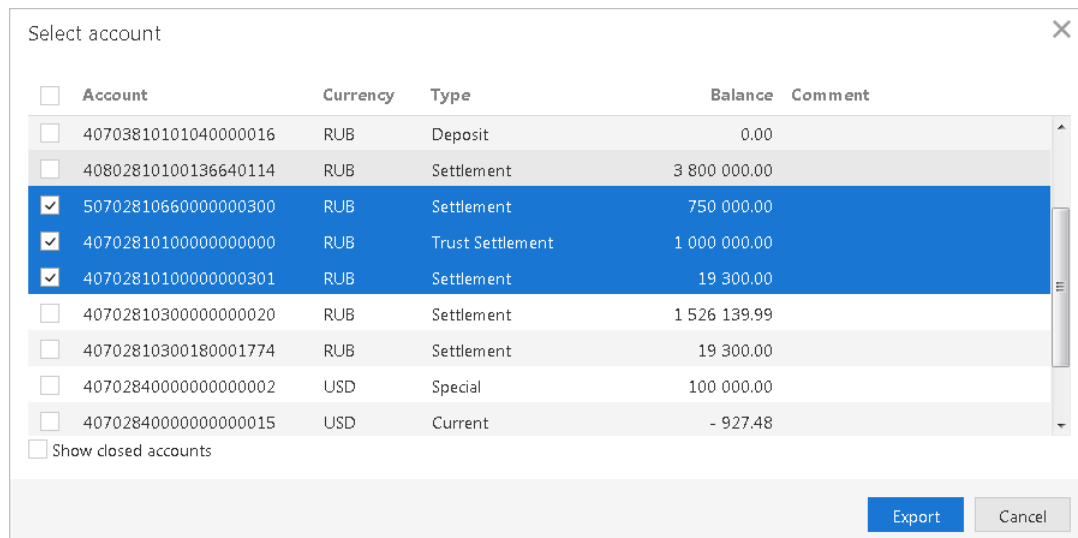 Select account
Account Currency Type Balance Comment
40703810101040000016 RUB Deposit 0.00
40802810100136640114 RUB Settlement 3 800 000.00
50702810660000000300 RUB Settlement 750 000.00
40702810100000000000 RUB Trust Settlement 1 000 000.00
40702810100000000301 RUB Settlement 19 300.00
40702810300000000020 RUB Settlement 1 526 139.99
40702810300180001774 RUB Settlement 19 300.00
40702840000000000002 USD Special 100 000.00
40702840000000000015 USD Current - 927.48
Show closed accounts
Export Cancel